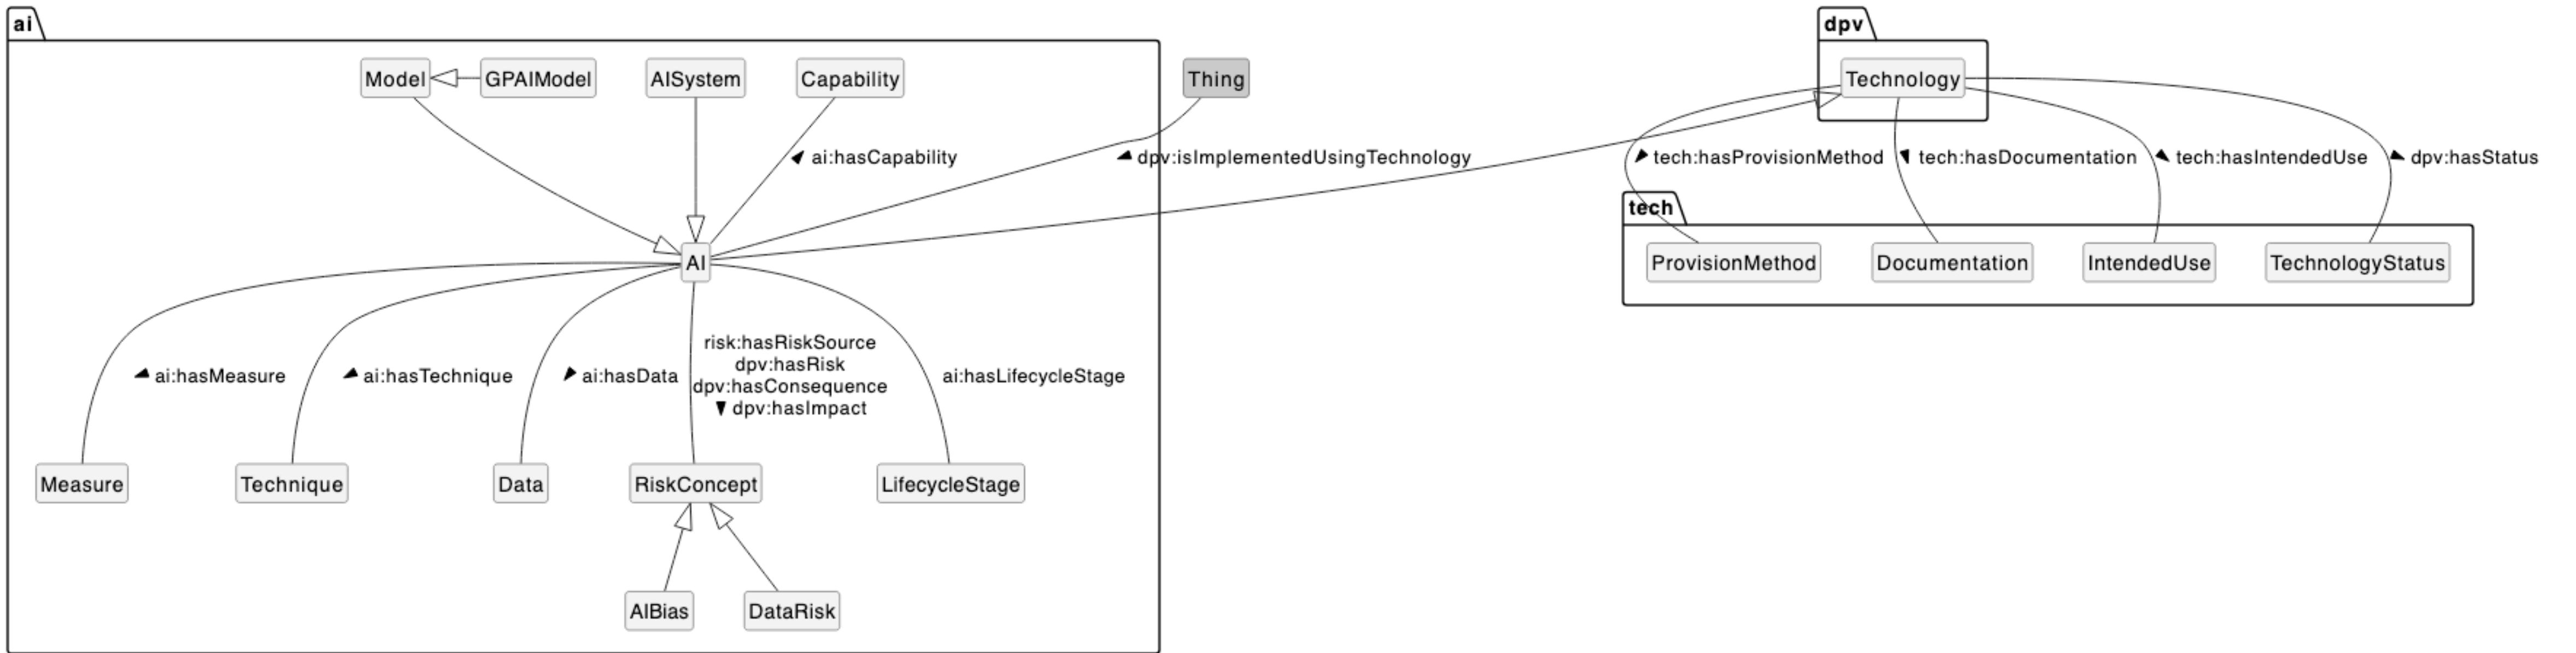 ai
dpv
Model
GPAIModel
AISystem
Capability
Thing
Technology
ai:hasCapability
dpv:isImplementedUsingTechnology
tech:hasProvisionMethod
tech:hasDocumentation
tech:hasIntendedUse
dpv:hasStatus
tech
AI
ProvisionMethod
Documentation
IntendedUse
TechnologyStatus
ai:hasMeasure
ai:hasTechnique
ai:hasData
risk:hasRiskSource
dpv:hasRisk
dpv:hasConsequence
dpv:hasImpact
ai:hasLifecycleStage
Measure
Technique
Data
RiskConcept
LifecycleStage
AIBias
DataRisk